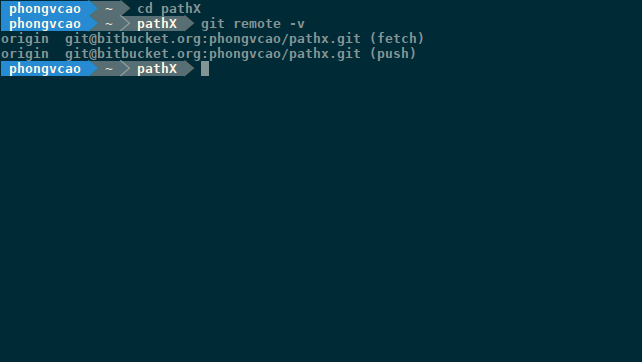 phongvcao ~ cd pathX
phongvcao ~ pathX git remote -v
origin  git@bitbucket.org:phongvcao/pathx.git (fetch)
origin  git@bitbucket.org:phongvcao/pathx.git (push)
phongvcao ~ pathX